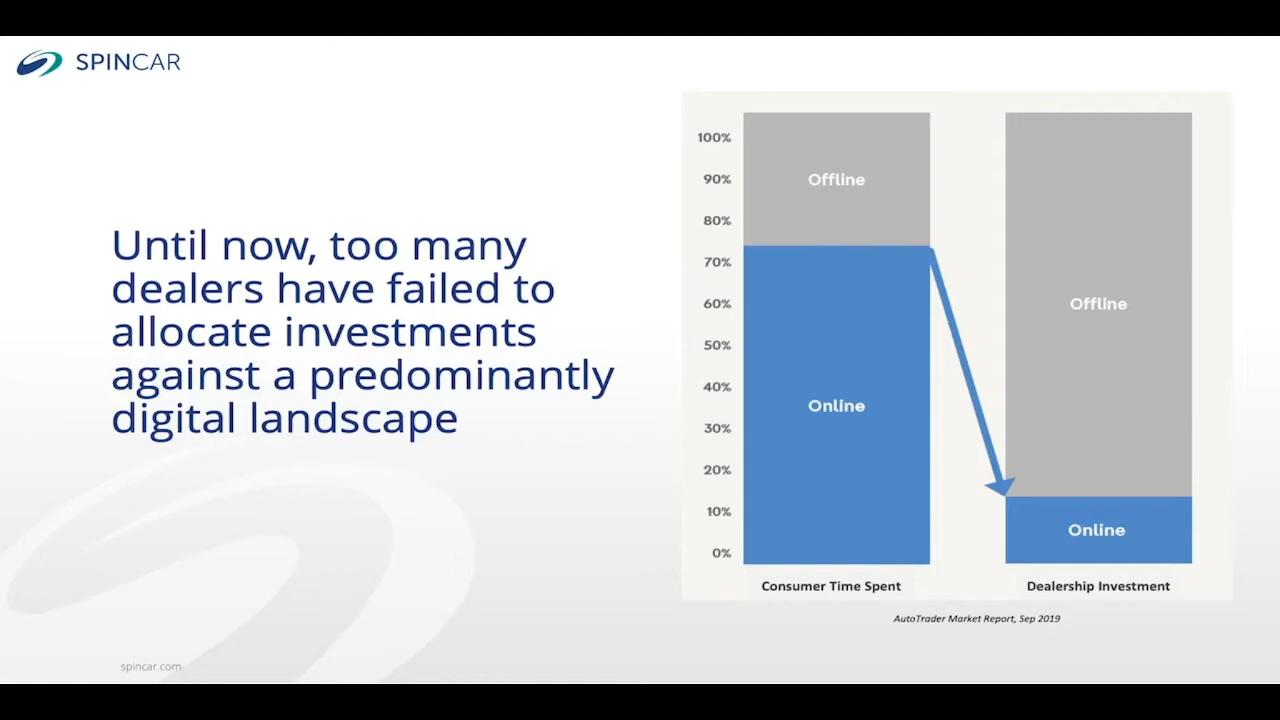 SPINCAR
Until now, too many
dealers have failed to
allocate investments
against a predominantly
digital landscape
100%
90%
80%
70%
60%
50%
40%
30%
20%
10%
0%
Offline
Online
Offline
Online
Consumer Time Spent
Dealership Investment
AutoTrader Market Report, Sep 2019
spincar.com